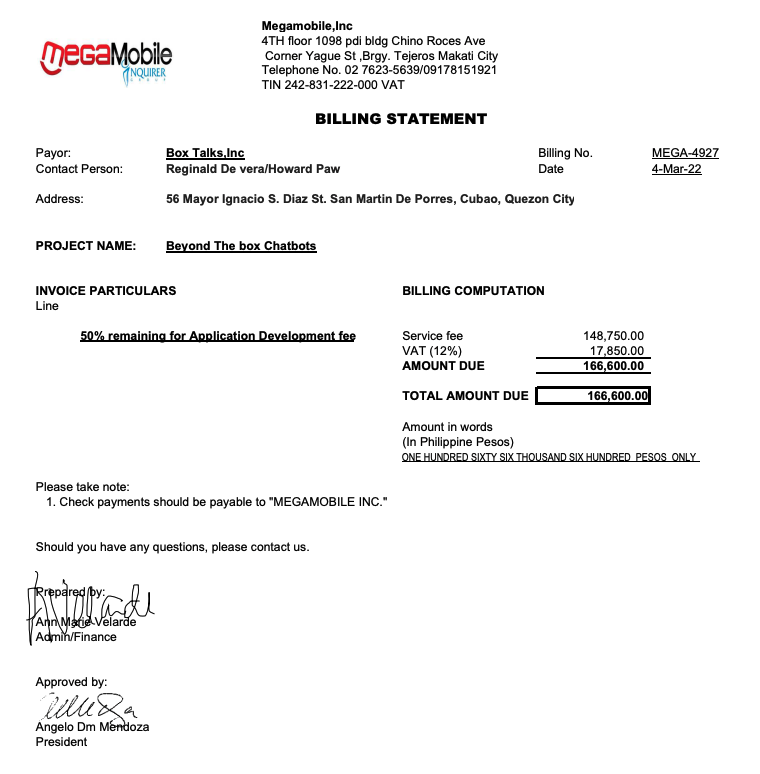 MEGAMobile
INQUIRER
GROUP
Megamobile,Inc
4TH floor 1098 pdi bldg Chino Roces Ave
Corner Yague St ,Brgy. Tejeros Makati City
Telephone No. 02 7623-5639/09178151921
TIN 242-831-222-000 VAT
BILLING STATEMENT
Payor: Box Talks,Inc Billing No. MEGA-4927
Contact Person: Reginald De vera/Howard Paw Date 4-Mar-22
Address: 56 Mayor Ignacio S. Diaz St. San Martin De Porres, Cubao, Quezon City
PROJECT NAME: Beyond The box Chatbots
INVOICE PARTICULARS BILLING COMPUTATION
Line
50% remaining for Application Development fee Service fee 148,750.00
VAT (12%) 17,850.00
AMOUNT DUE 166,600.00
TOTAL AMOUNT DUE 166,600.00
Amount in words
(In Philippine Pesos)
ONE HUNDRED SIXTY SIX THOUSAND SIX HUNDRED PESOS ONLY
Please take note:
1. Check payments should be payable to "MEGAMOBILE INC."
Should you have any questions, please contact us.
Prepared by:
Ann Marie Velarde
Admin/Finance
Approved by:
Angelo Dm Mendoza
President